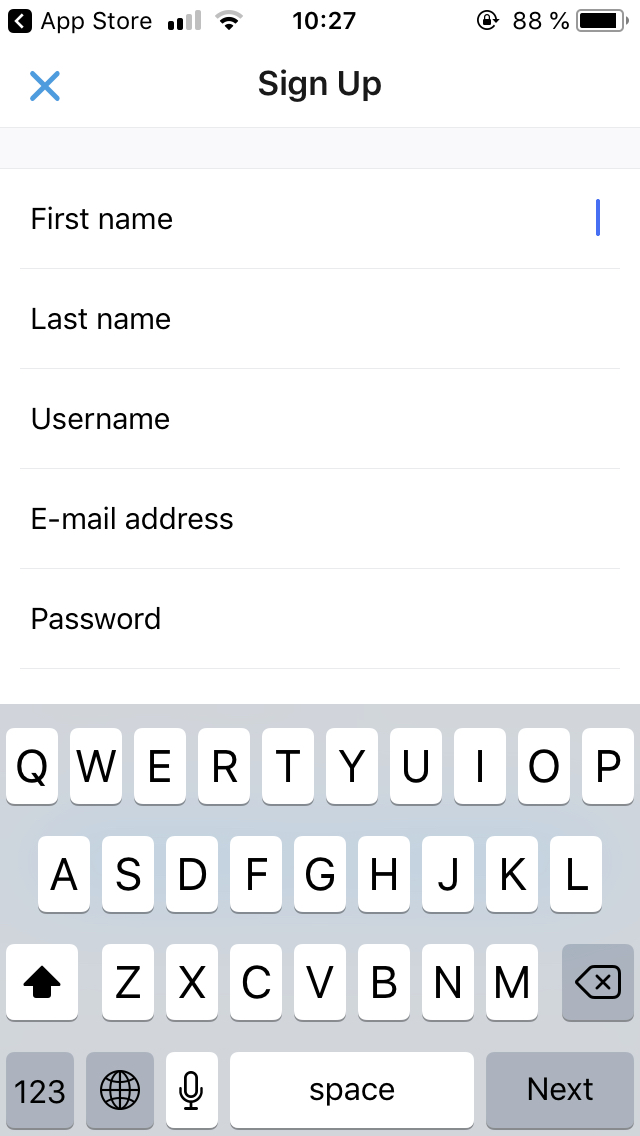 App Store 10:27 88 %
Sign Up
First name
Last name
Username
E-mail address
Password
Q W E R T Y U I O P
A S D F G H J K L
Z X C V B N M
123 space Next